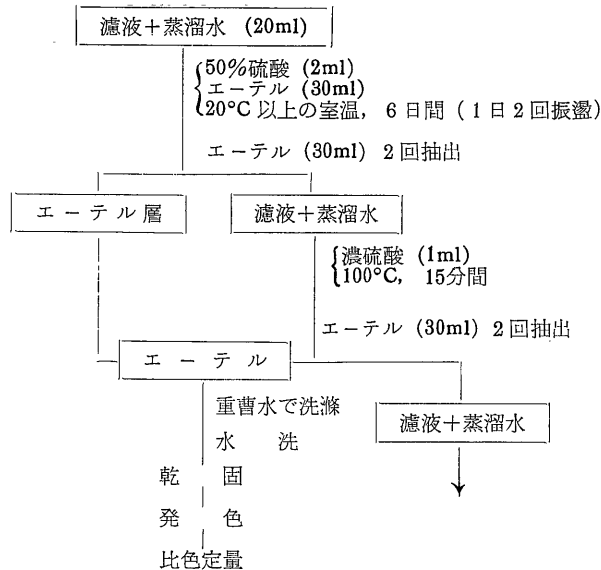 濾液+蒸溜水 (20ml)
50%硫酸 (2ml)
エーテル (30ml)
20°C 以上の室温, 6日間 (1日2回振盪)
エーテル (30ml) 2回抽出
エーテル層
濾液+蒸溜水
濃硫酸 (1ml)
100°C, 15分間
エーテル (30ml) 2回抽出
エーテル
重曹水で洗滌
濾液+蒸溜水
水洗
乾固
発色
比色定量